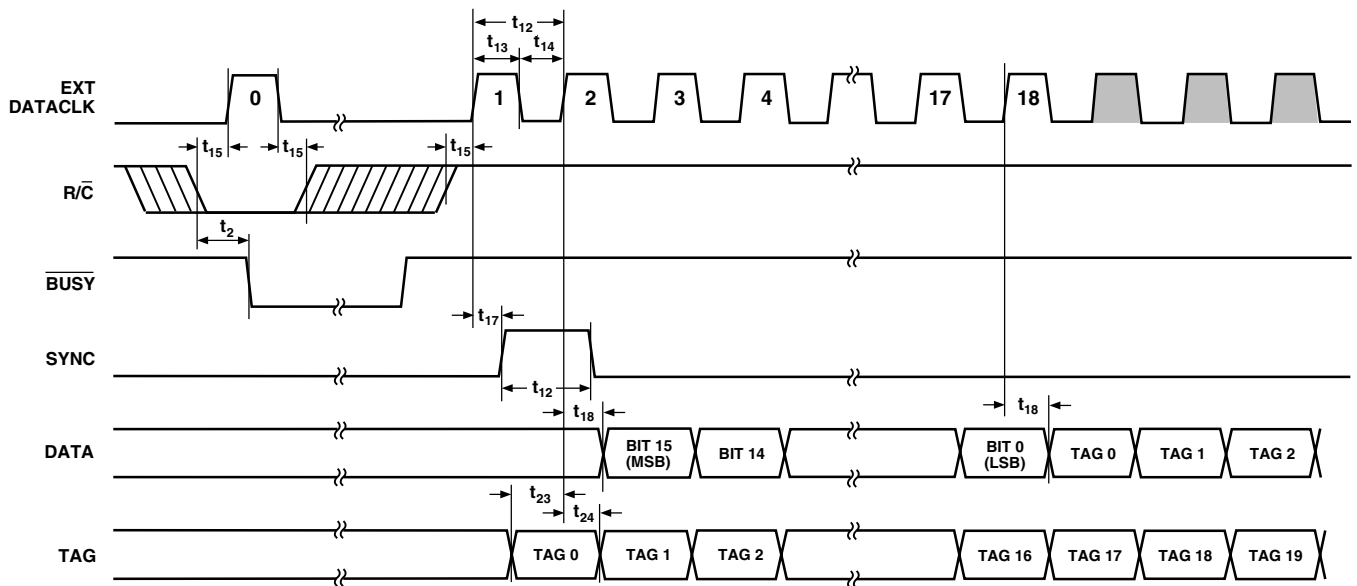 t12
t13 t14
EXT DATACLK 0 1 2 3 4 17 18
t15 t15 t15
R/C̅
t2
B̅U̅S̅Y̅
t17
SYNC
t12
t18 t18
DATA BIT 15 (MSB) BIT 14 BIT 0 (LSB) TAG 0 TAG 1 TAG 2
t23
t24
TAG TAG 0 TAG 1 TAG 2 TAG 16 TAG 17 TAG 18 TAG 19